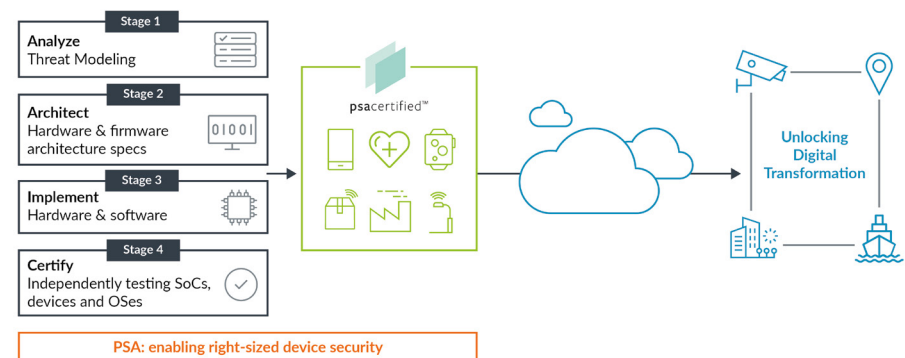 Stage 1
Analyze
Threat Modeling
Stage 2
Architect
Hardware & firmware
architecture specs
01001
Stage 3
Implement
Hardware & software
Stage 4
Certify
Independently testing SoCs,
devices and OSes
psacertified™
Unlocking
Digital
Transformation
PSA: enabling right-sized device security